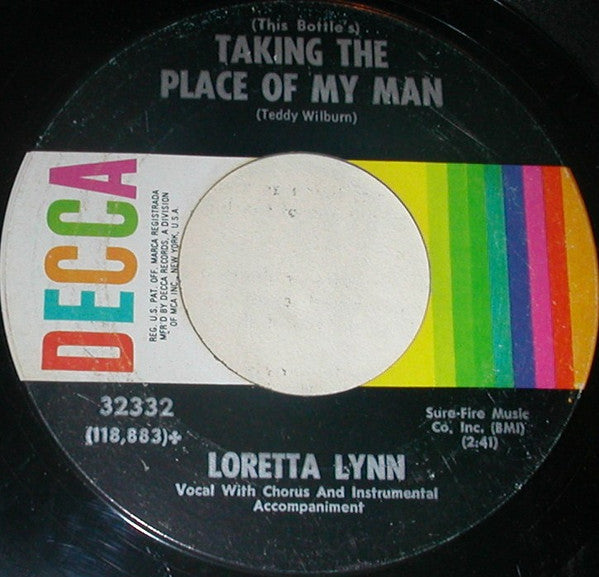 (This Bottle's)
TAKING THE
PLACE OF MY MAN
(Teddy Wilburn)
DECCA
REG. U.S. PAT. OFF. MARCA REGISTRADA
MFR'D BY DECCA RECORDS, A DIVISION
OF MCA INC., NEW YORK, U.S.A.
32332
(118,883)+
Sure-Fire Music
Co. Inc. (BMI)
(2:41)
LORETTA LYNN
Vocal With Chorus And Instrumental
Accompaniment